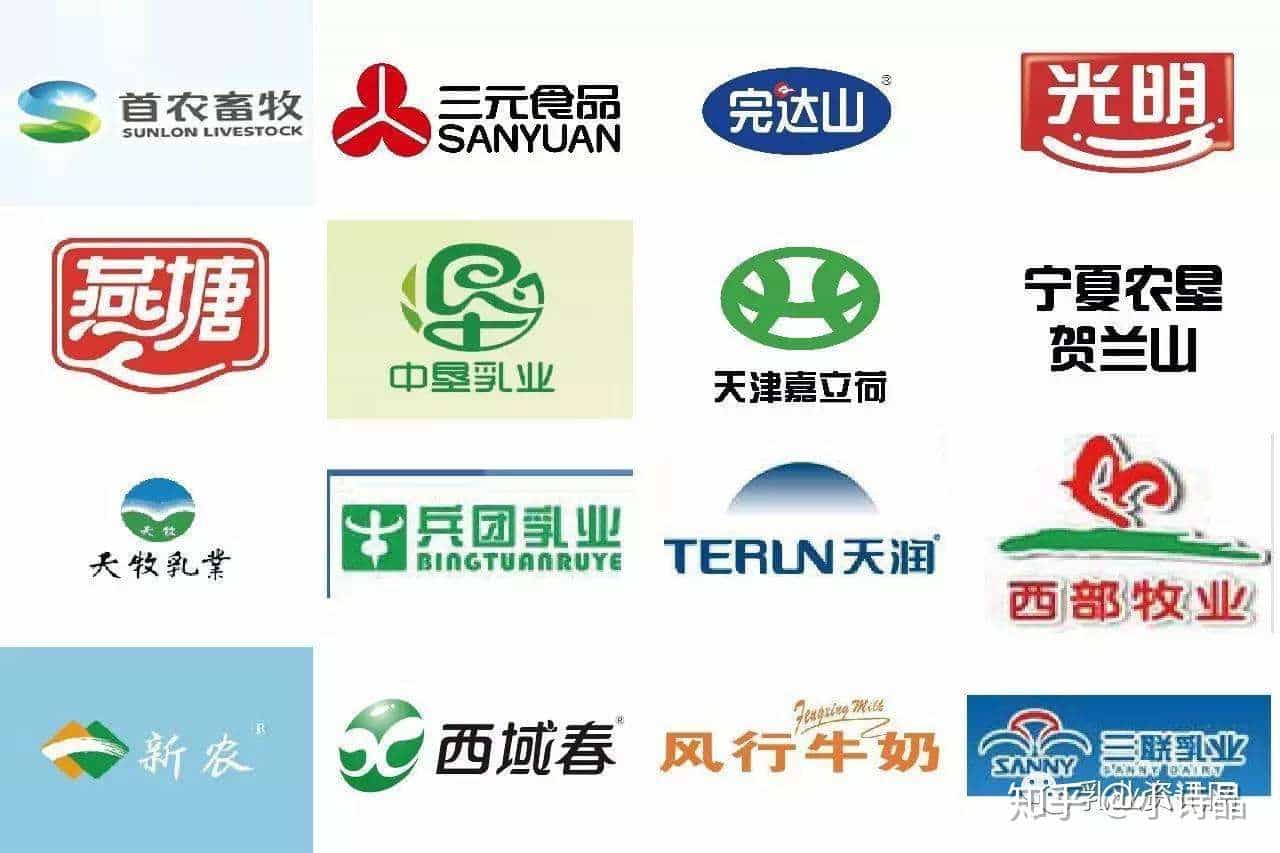 首农畜牧
SUNLON LIVESTOCK
三元食品
SANYUAN
完达山
®
光明
燕塘
垦
中垦乳业
天津嘉立荷
宁夏农垦
贺兰山
天牧
天牧乳業
兵团乳业
BINGTUANRUYE
TERUN天润
西部牧业
新农
®
西域春
®
Fengxing Milk
风行牛奶
SANNY
三联乳业
SANNY DAIRY
知乎 @小诗晶